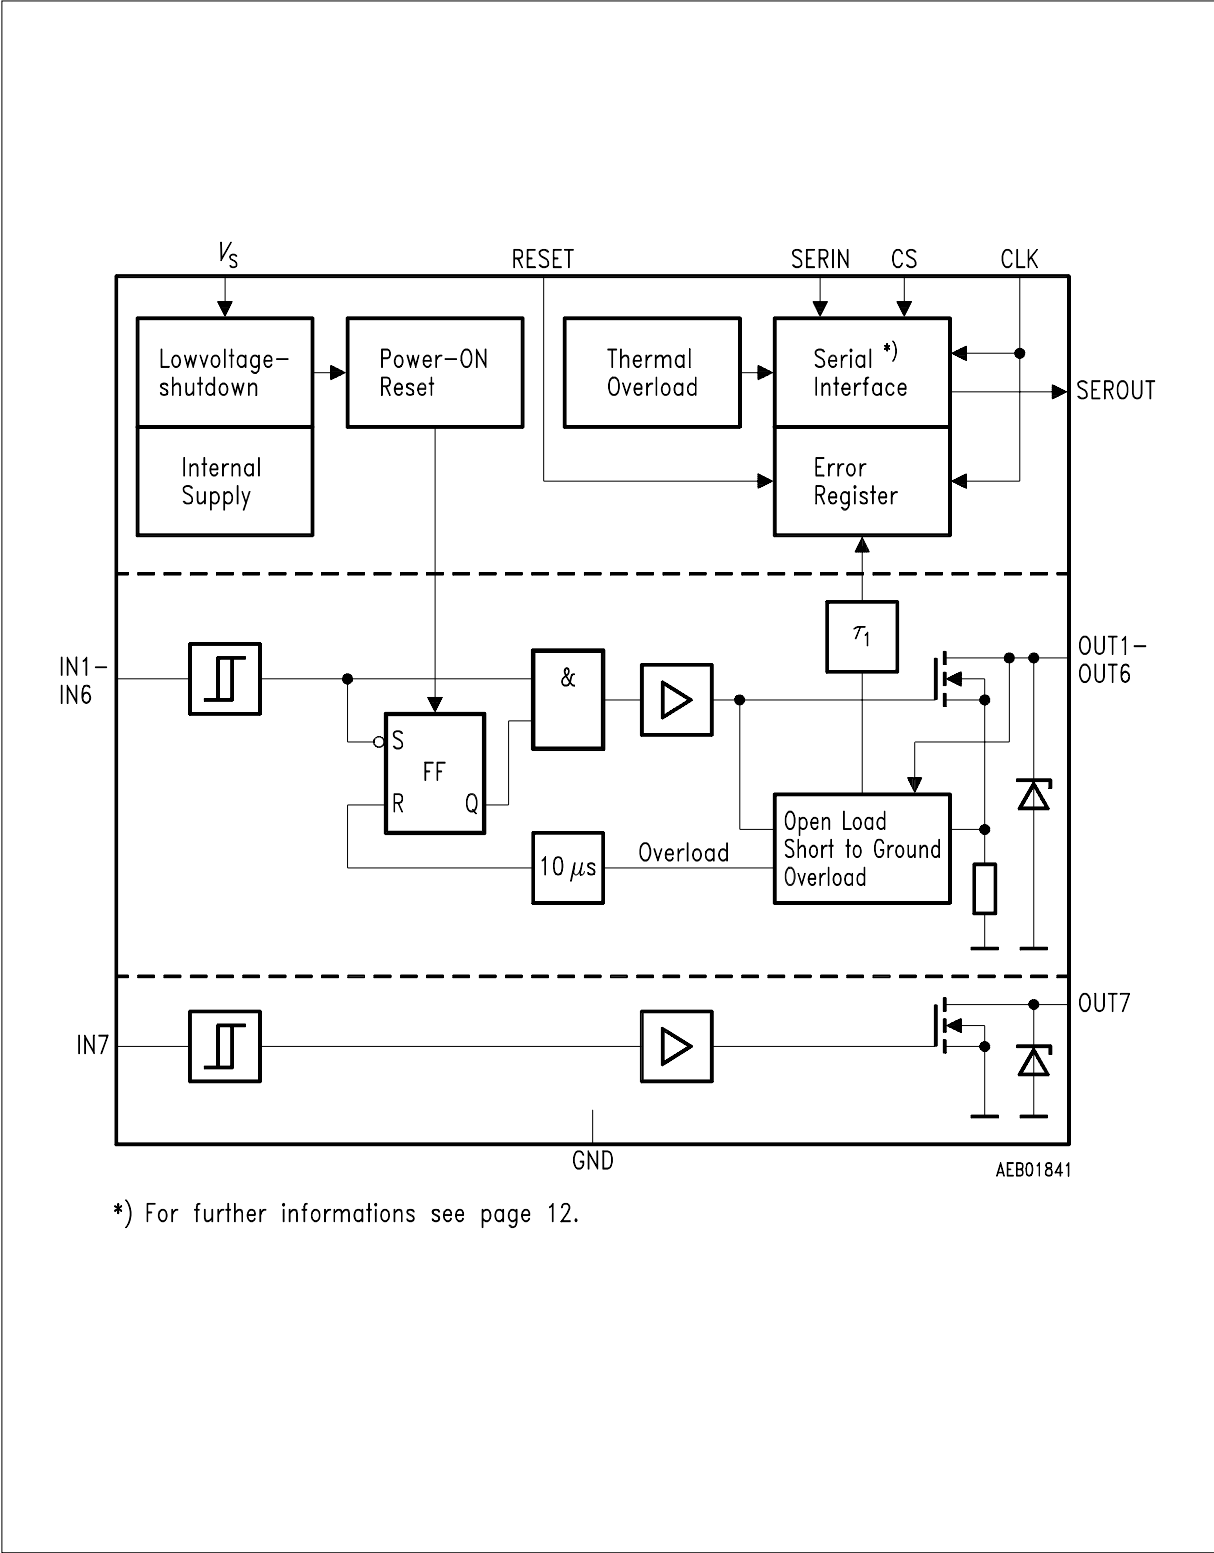 VS
RESET
SERIN
CS
CLK
Lowvoltage-
shutdown
Power-ON
Reset
Thermal
Overload
Serial *)
Interface
SEROUT
Internal
Supply
Error
Register
τ1
IN1-
IN6
&
OUT1-
OUT6
S
FF
R
Q
Open Load
Short to Ground
Overload
Overload
10 μs
OUT7
IN7
GND
AEB01841
*) For further informations see page 12.